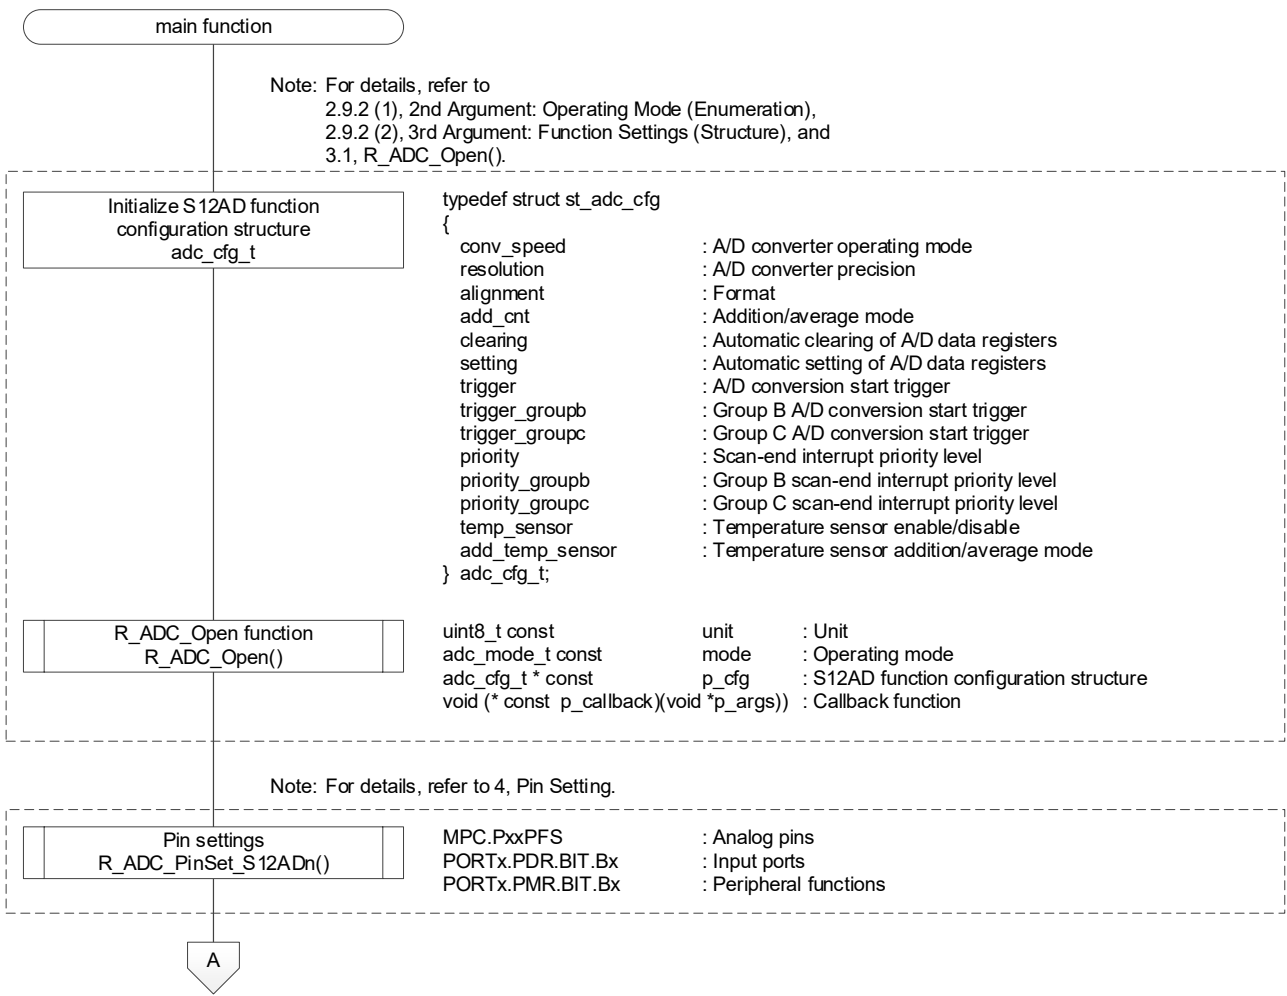 main function
Note: For details, refer to
2.9.2 (1), 2nd Argument: Operating Mode (Enumeration),
2.9.2 (2), 3rd Argument: Function Settings (Structure), and
3.1, R_ADC_Open().
Initialize S12AD function
configuration structure
adc_cfg_t
typedef struct st_adc_cfg
{
conv_speed : A/D converter operating mode
resolution : A/D converter precision
alignment : Format
add_cnt : Addition/average mode
clearing : Automatic clearing of A/D data registers
setting : Automatic setting of A/D data registers
trigger : A/D conversion start trigger
trigger_groupb : Group B A/D conversion start trigger
trigger_groupc : Group C A/D conversion start trigger
priority : Scan-end interrupt priority level
priority_groupb : Group B scan-end interrupt priority level
priority_groupc : Group C scan-end interrupt priority level
temp_sensor : Temperature sensor enable/disable
add_temp_sensor : Temperature sensor addition/average mode
} adc_cfg_t;
R_ADC_Open function
R_ADC_Open()
uint8_t const unit : Unit
adc_mode_t const mode : Operating mode
adc_cfg_t * const p_cfg : S12AD function configuration structure
void (* const p_callback)(void *p_args)) : Callback function
Note: For details, refer to 4, Pin Setting.
Pin settings
R_ADC_PinSet_S12ADn()
MPC.PxxPFS : Analog pins
PORTx.PDR.BIT.Bx : Input ports
PORTx.PMR.BIT.Bx : Peripheral functions
A